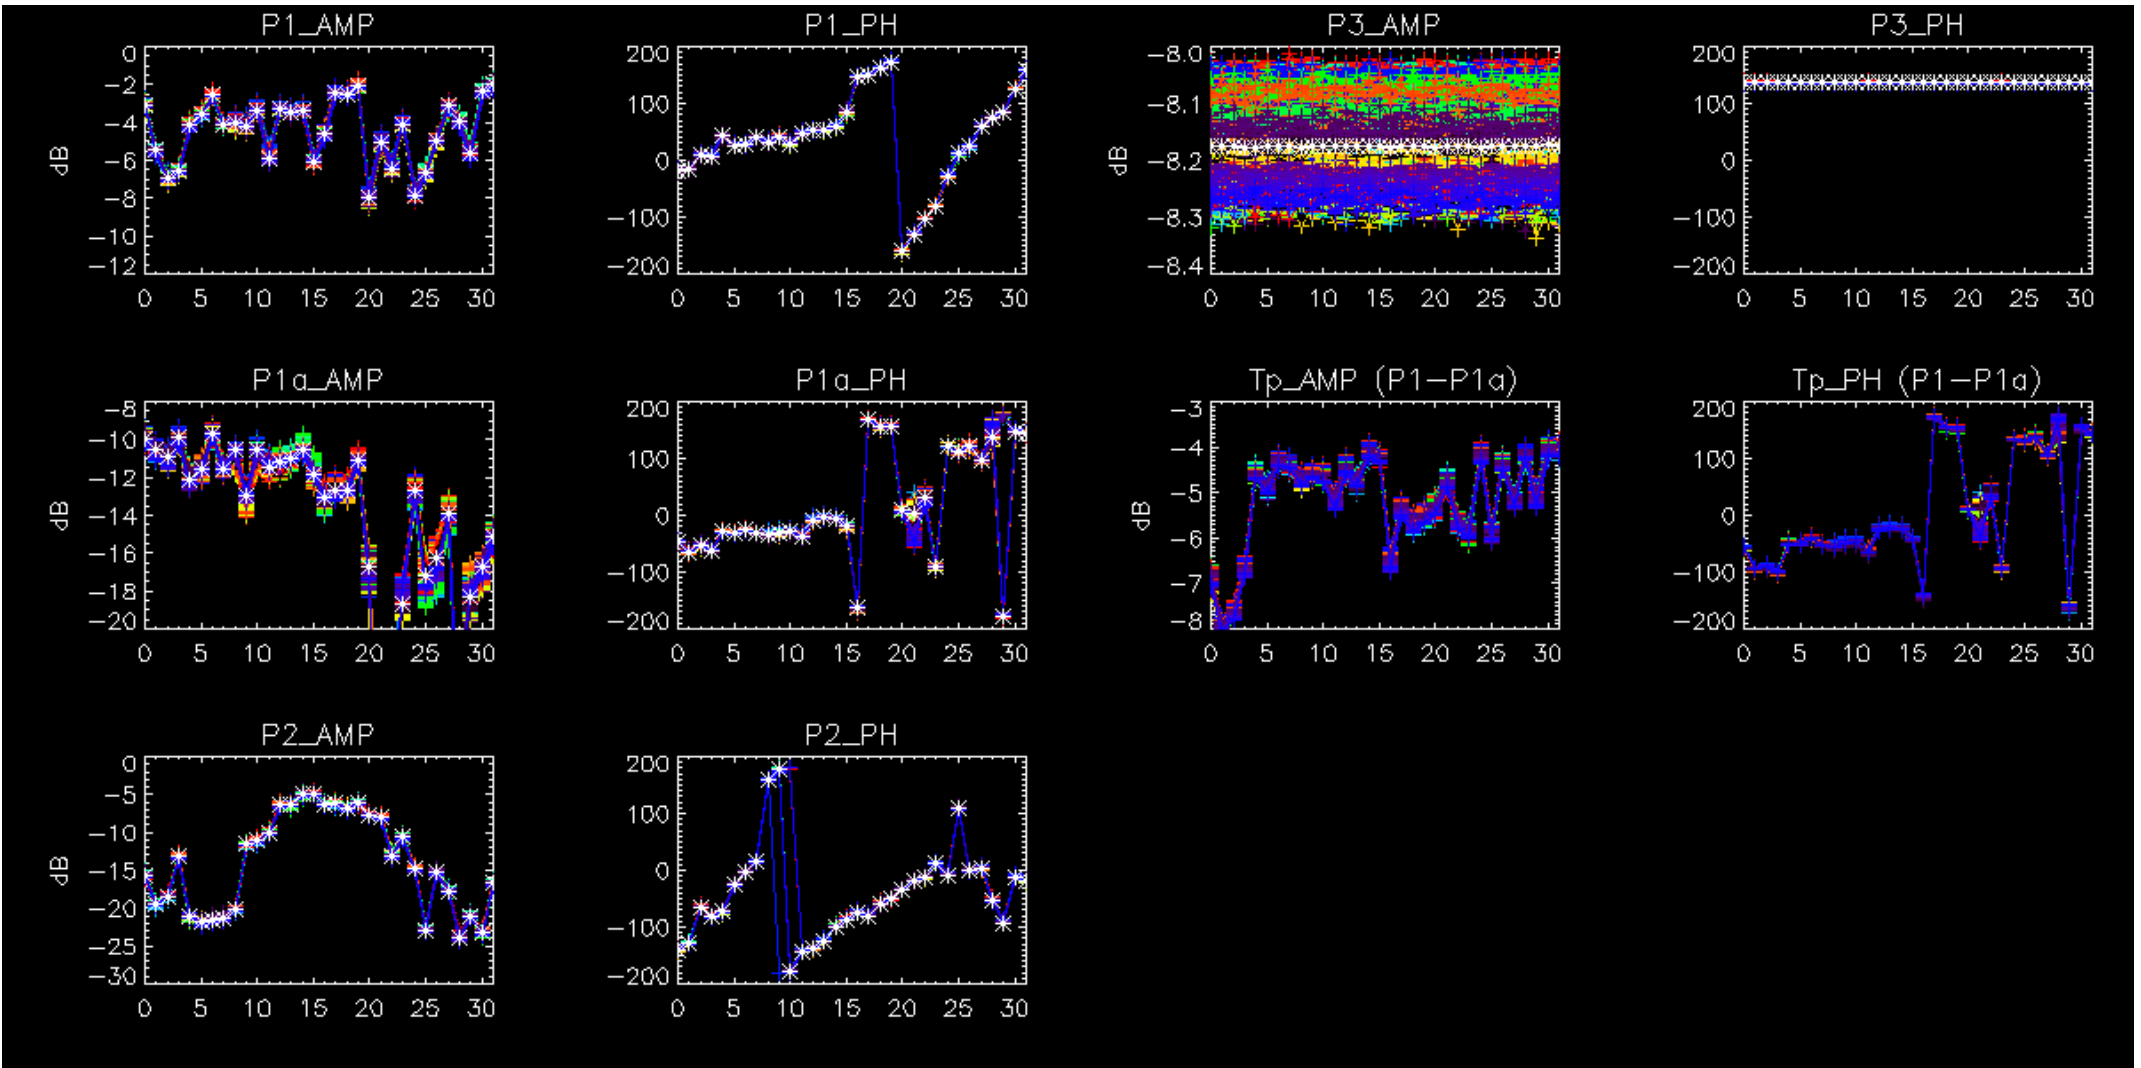 P1_AMP P1_PH P3_AMP P3_PH
0 200 -8.0 200
-2 100 -8.1 100
-4 0 -8.2 0
-6 -100 -8.3 -100
-8 -200 -8.4 -200
-10
-12
dB dB
0 5 10 15 20 25 30 0 5 10 15 20 25 30 0 5 10 15 20 25 30 0 5 10 15 20 25 30
P1a_AMP P1a_PH Tp_AMP (P1-P1a) Tp_PH (P1-P1a)
-8 200 -3 200
-10 100 -4 100
-12 0 -5 0
-14 -100 -6 -100
-16 -200 -7 -200
-18 -8
-20
dB dB
0 5 10 15 20 25 30 0 5 10 15 20 25 30 0 5 10 15 20 25 30 0 5 10 15 20 25 30
P2_AMP P2_PH
0 200
-5 100
-10 0
-15 -100
-20 -200
-25
-30
dB
0 5 10 15 20 25 30 0 5 10 15 20 25 30